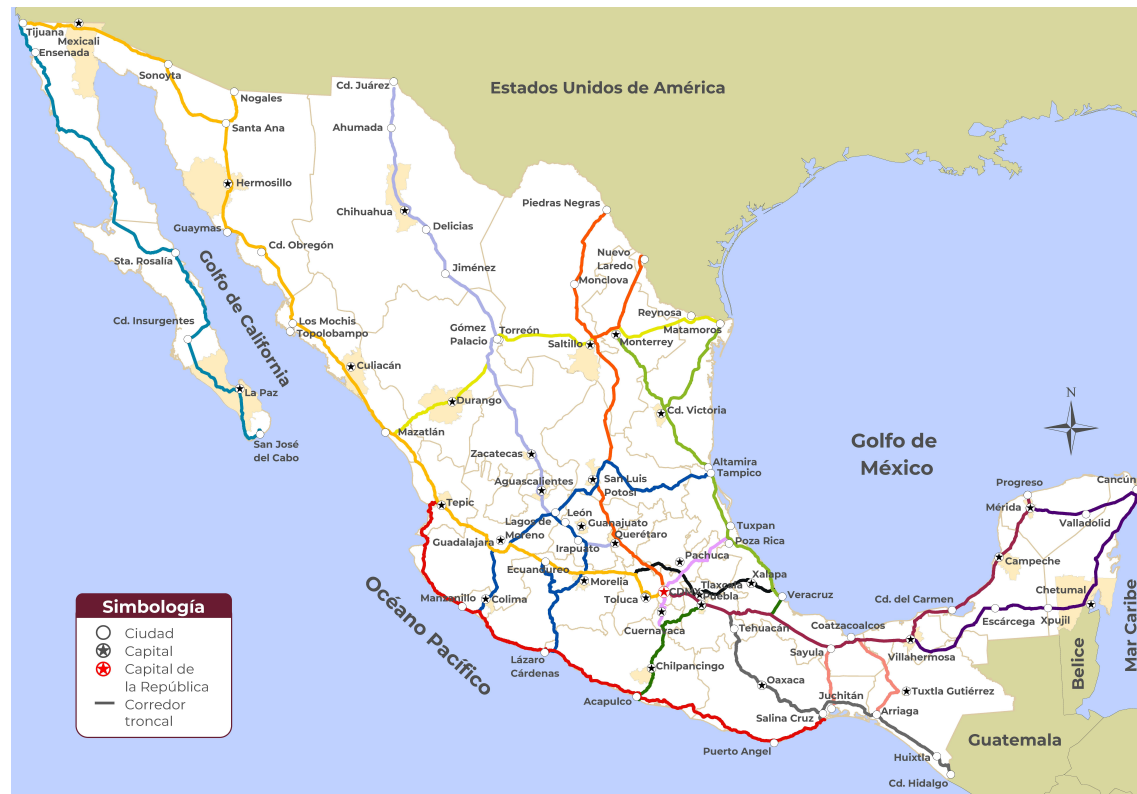 Tijuana
Mexicali
Ensenada
Sonoyta
Nogales
Santa Ana
Hermosillo
Guaymas
Cd. Obregón
Sta. Rosalía
Cd. Insurgentes
La Paz
San José
del Cabo
Golfo de California
Los Mochis
Topolobampo
Culiacán
Mazatlán
Durango
Cd. Juárez
Ahumada
Chihuahua
Delicias
Jiménez
Gómez
Palacio
Torreón
Estados Unidos de América
Piedras Negras
Nuevo
Laredo
Monclova
Reynosa
Matamoros
Saltillo
Monterrey
Cd. Victoria
Zacatecas
Aguascalientes
San Luis
Potosí
Altamira
Tampico
Tepic
Lagos de
Moreno
León
Guanajuato
Querétaro
Guadalajara
Irapuato
Ecuandureo
Tuxpan
Poza Rica
Pachuca
Morelia
Toluca
CDMX
Tlaxcala
Puebla
Xalapa
Veracruz
Manzanillo
Colima
Cuernavaca
Tehuacán
Lázaro
Cárdenas
Chilpancingo
Acapulco
Oaxaca
Puerto Angel
Salina Cruz
Juchitán
Sayula
Coatzacoalcos
Cd. del Carmen
Villahermosa
Tuxtla Gutiérrez
Arriaga
Huixtla
Cd. Hidalgo
Escárcega
Xpujil
Chetumal
Campeche
Mérida
Progreso
Valladolid
Cancún
N
Golfo de
México
Océano Pacífico
Mar Caribe
Belice
Guatemala
Simbología
Ciudad
Capital
Capital de
la República
Corredor
troncal